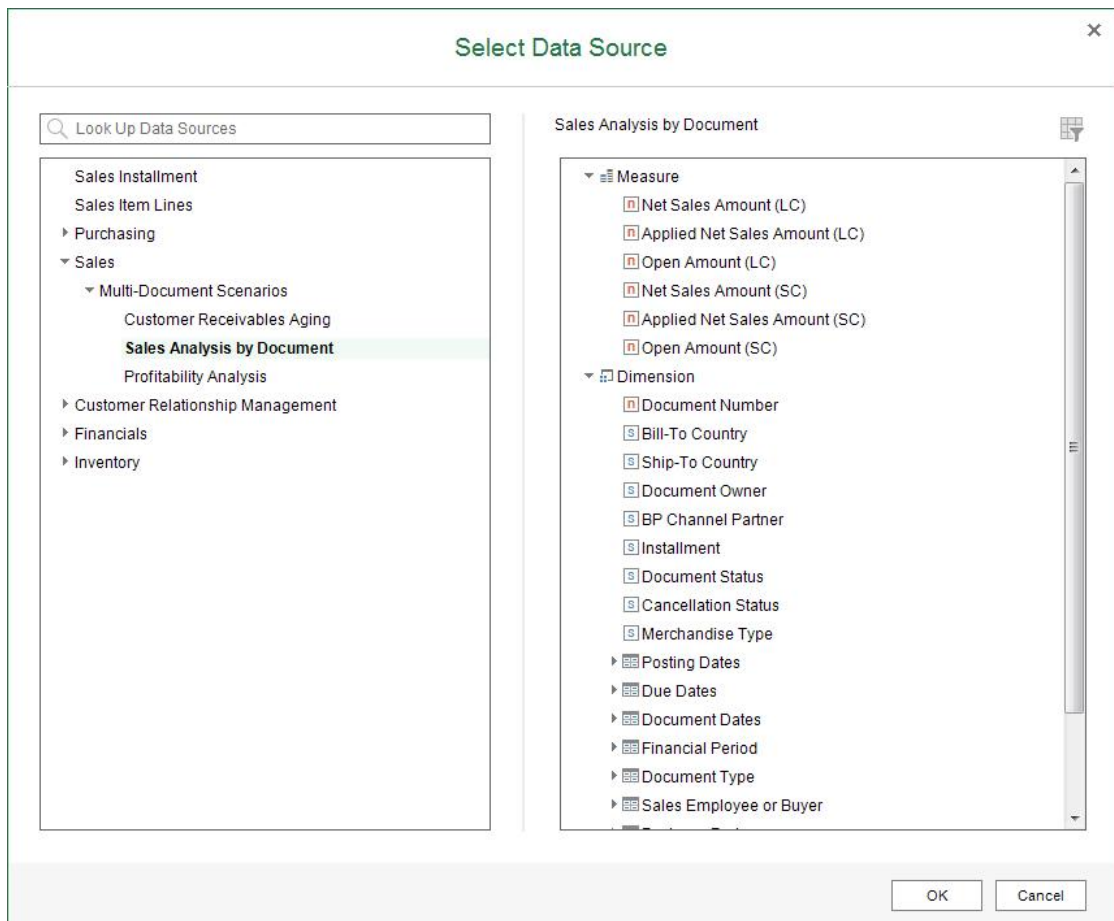 Select Data Source
Look Up Data Sources
Sales Installment
Sales Item Lines
Purchasing
Sales
Multi-Document Scenarios
Customer Receivables Aging
Sales Analysis by Document
Profitability Analysis
Customer Relationship Management
Financials
Inventory
Sales Analysis by Document
Measure
n Net Sales Amount (LC)
n Applied Net Sales Amount (LC)
n Open Amount (LC)
n Net Sales Amount (SC)
n Applied Net Sales Amount (SC)
n Open Amount (SC)
Dimension
n Document Number
S Bill-To Country
S Ship-To Country
S Document Owner
S BP Channel Partner
S Installment
S Document Status
S Cancellation Status
S Merchandise Type
Posting Dates
Due Dates
Document Dates
Financial Period
Document Type
Sales Employee or Buyer
OK
Cancel